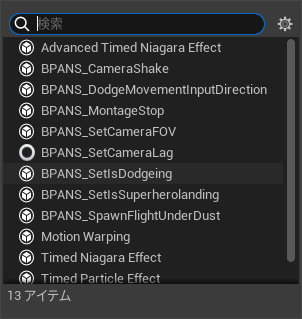 検索
Advanced Timed Niagara Effect
BPANS_CameraShake
BPANS_DodgeMovementInputDirection
BPANS_MontageStop
BPANS_SetCameraFOV
BPANS_SetCameraLag
BPANS_SetIsDodgeing
BPANS_SetIsSuperherolanding
BPANS_SpawnFlightUnderDust
Motion Warping
Timed Niagara Effect
Timed Particle Effect
13 アイテム